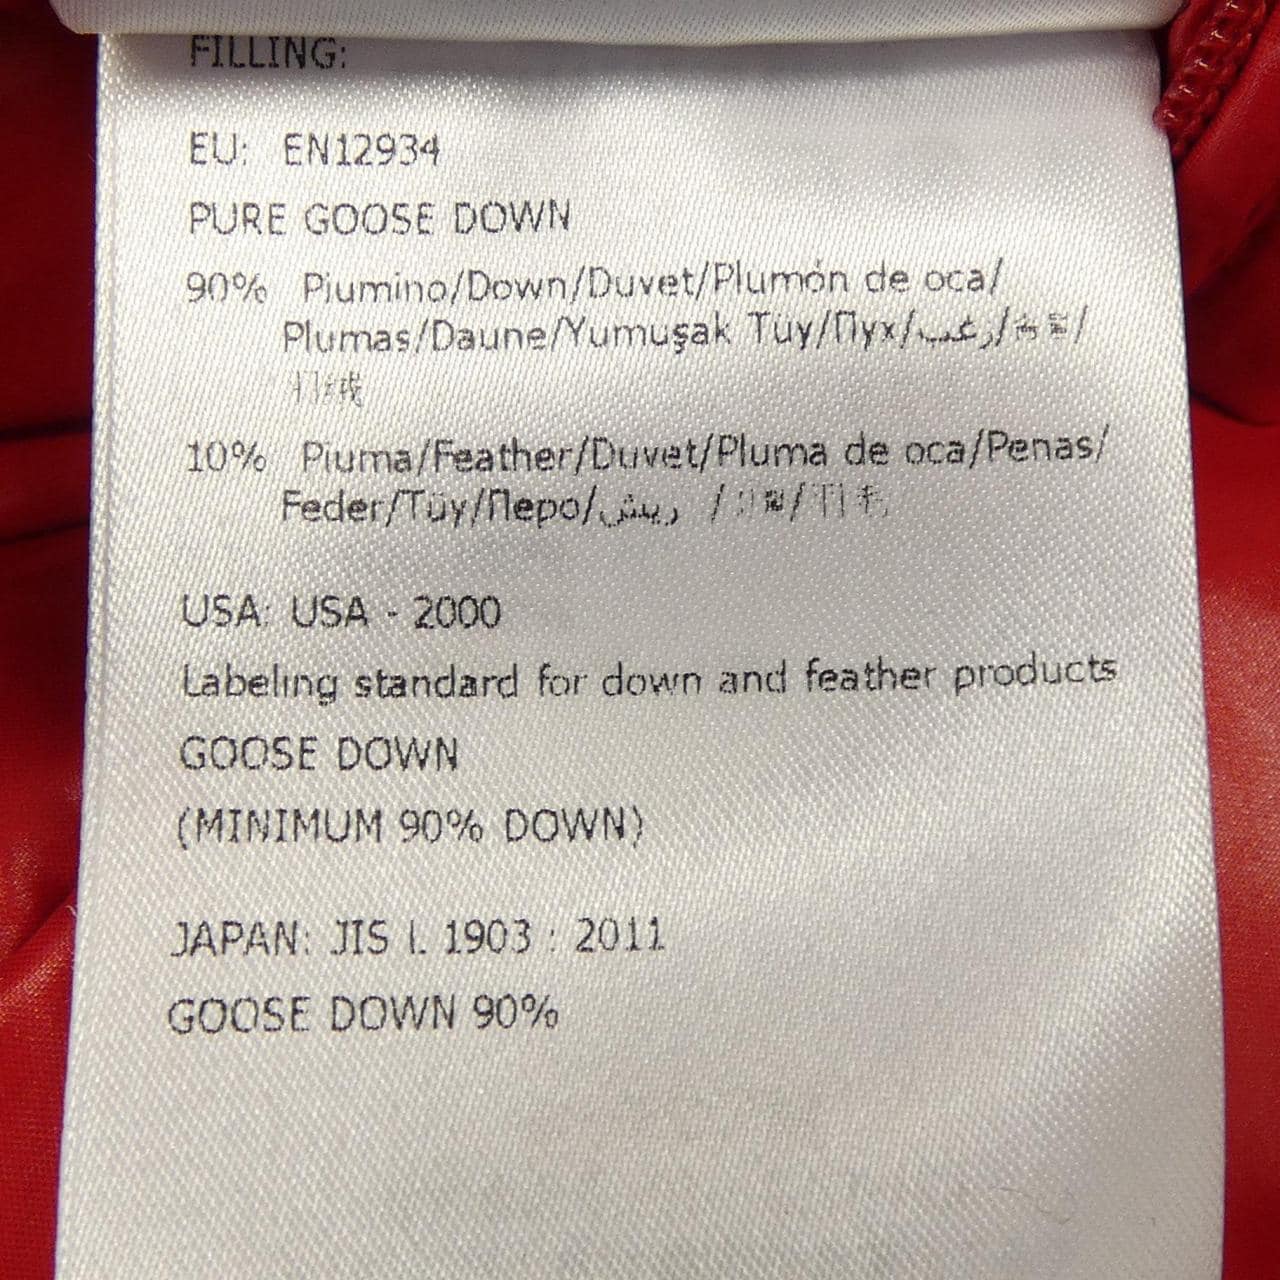 FILLING:
EU: EN12934
PURE GOOSE DOWN
90% Piumino/Down/Duvet/Plumón de oca/
Plumas/Daune/Yumuşak Tüy/Пух/زغب/
10% Piuma/Feather/Duvet/Pluma de oca/Penas/
Feder/Tüy/Перо/ريش /
USA: USA - 2000
Labeling standard for down and feather products
GOOSE DOWN
(MINIMUM 90% DOWN)
JAPAN: JIS L 1903 : 2011
GOOSE DOWN 90%